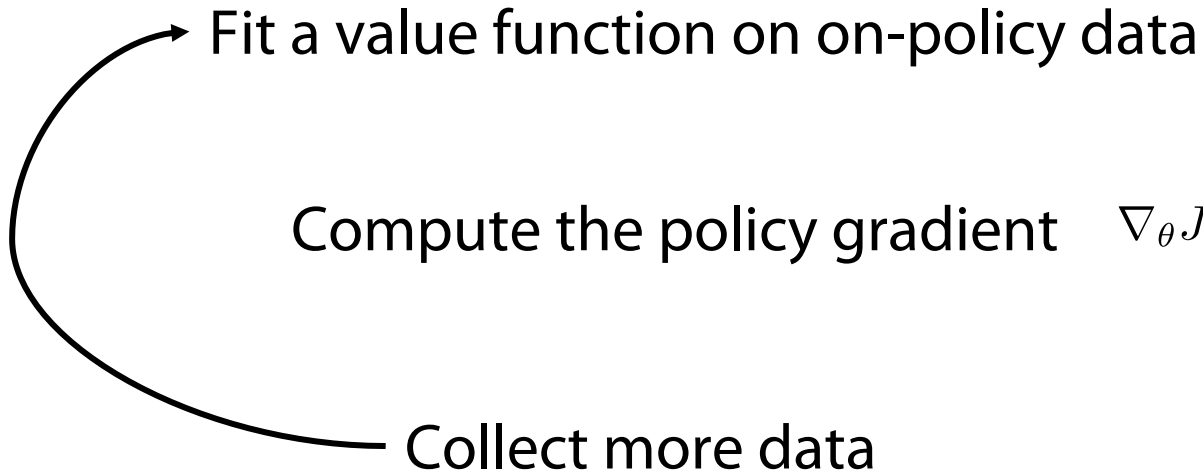 Fit a value function on on-policy data
Compute the policy gradient ∇θJ
Collect more data